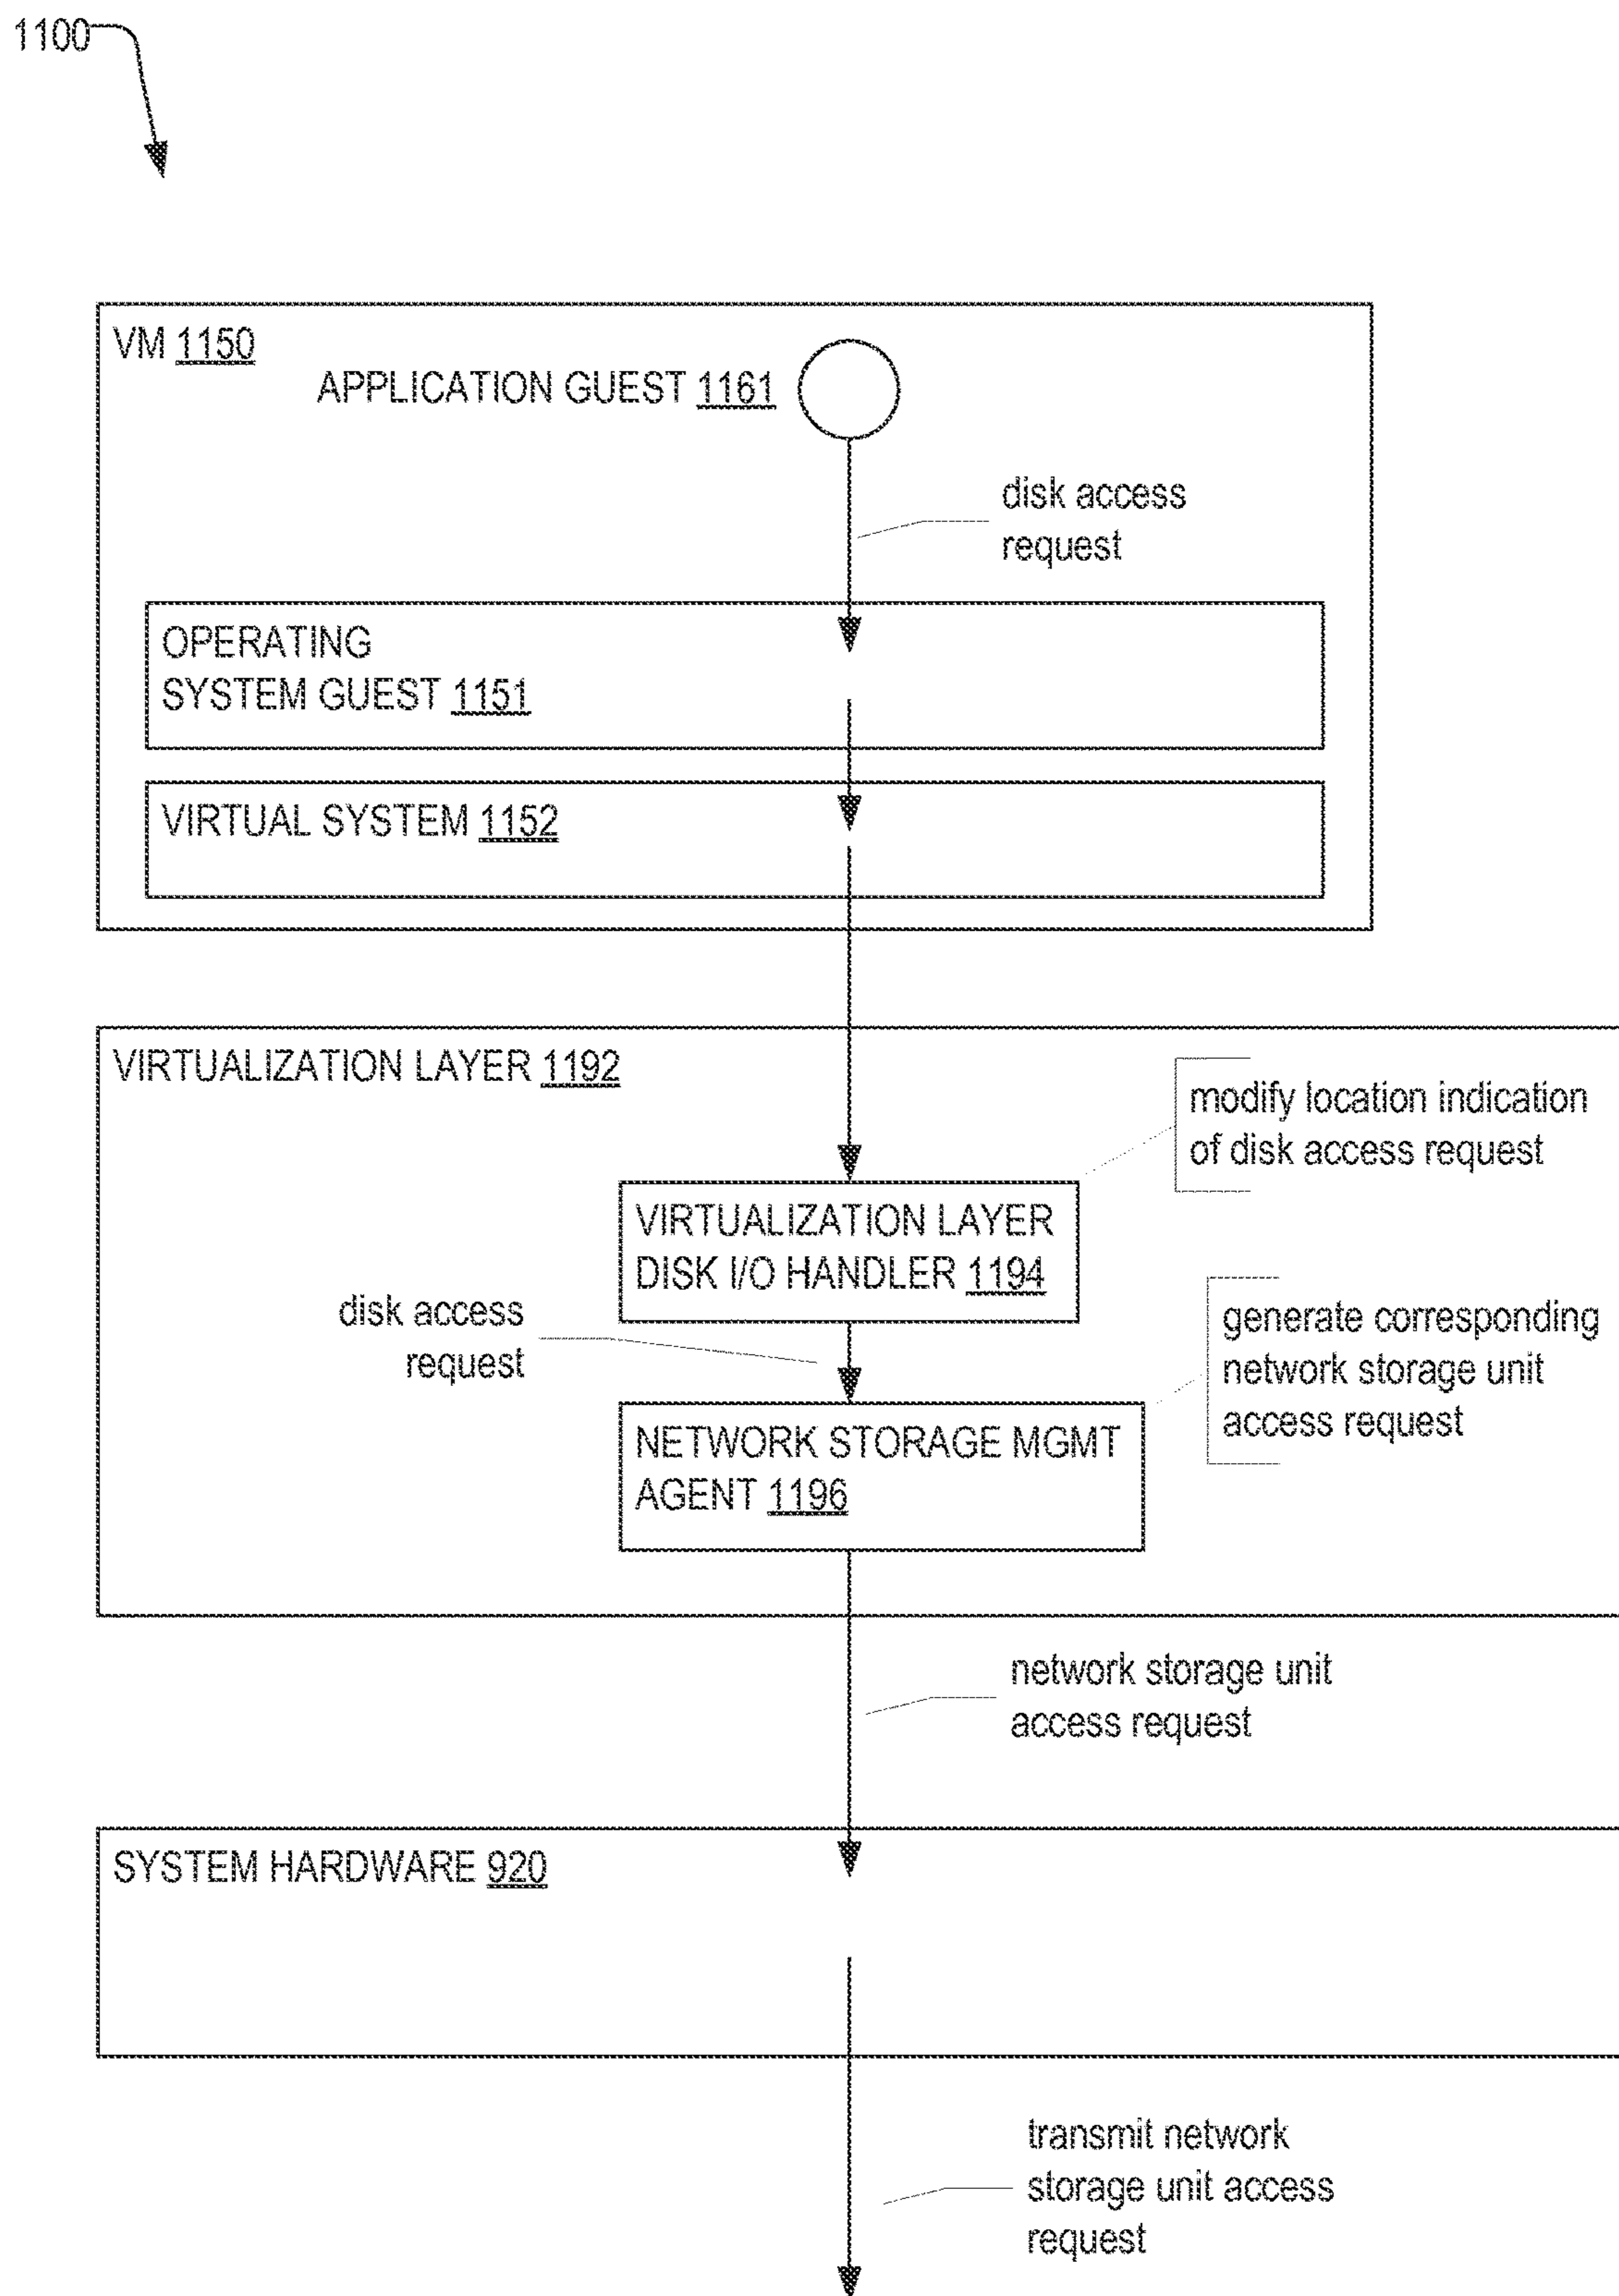 1100
VM 1150
APPLICATION GUEST 1161
disk access
request
OPERATING
SYSTEM GUEST 1151
VIRTUAL SYSTEM 1152
VIRTUALIZATION LAYER 1192
modify location indication
of disk access request
VIRTUALIZATION LAYER
DISK I/O HANDLER 1194
disk access
request
generate corresponding
network storage unit
access request
NETWORK STORAGE MGMT
AGENT 1196
network storage unit
access request
SYSTEM HARDWARE 920
transmit network
storage unit access
request